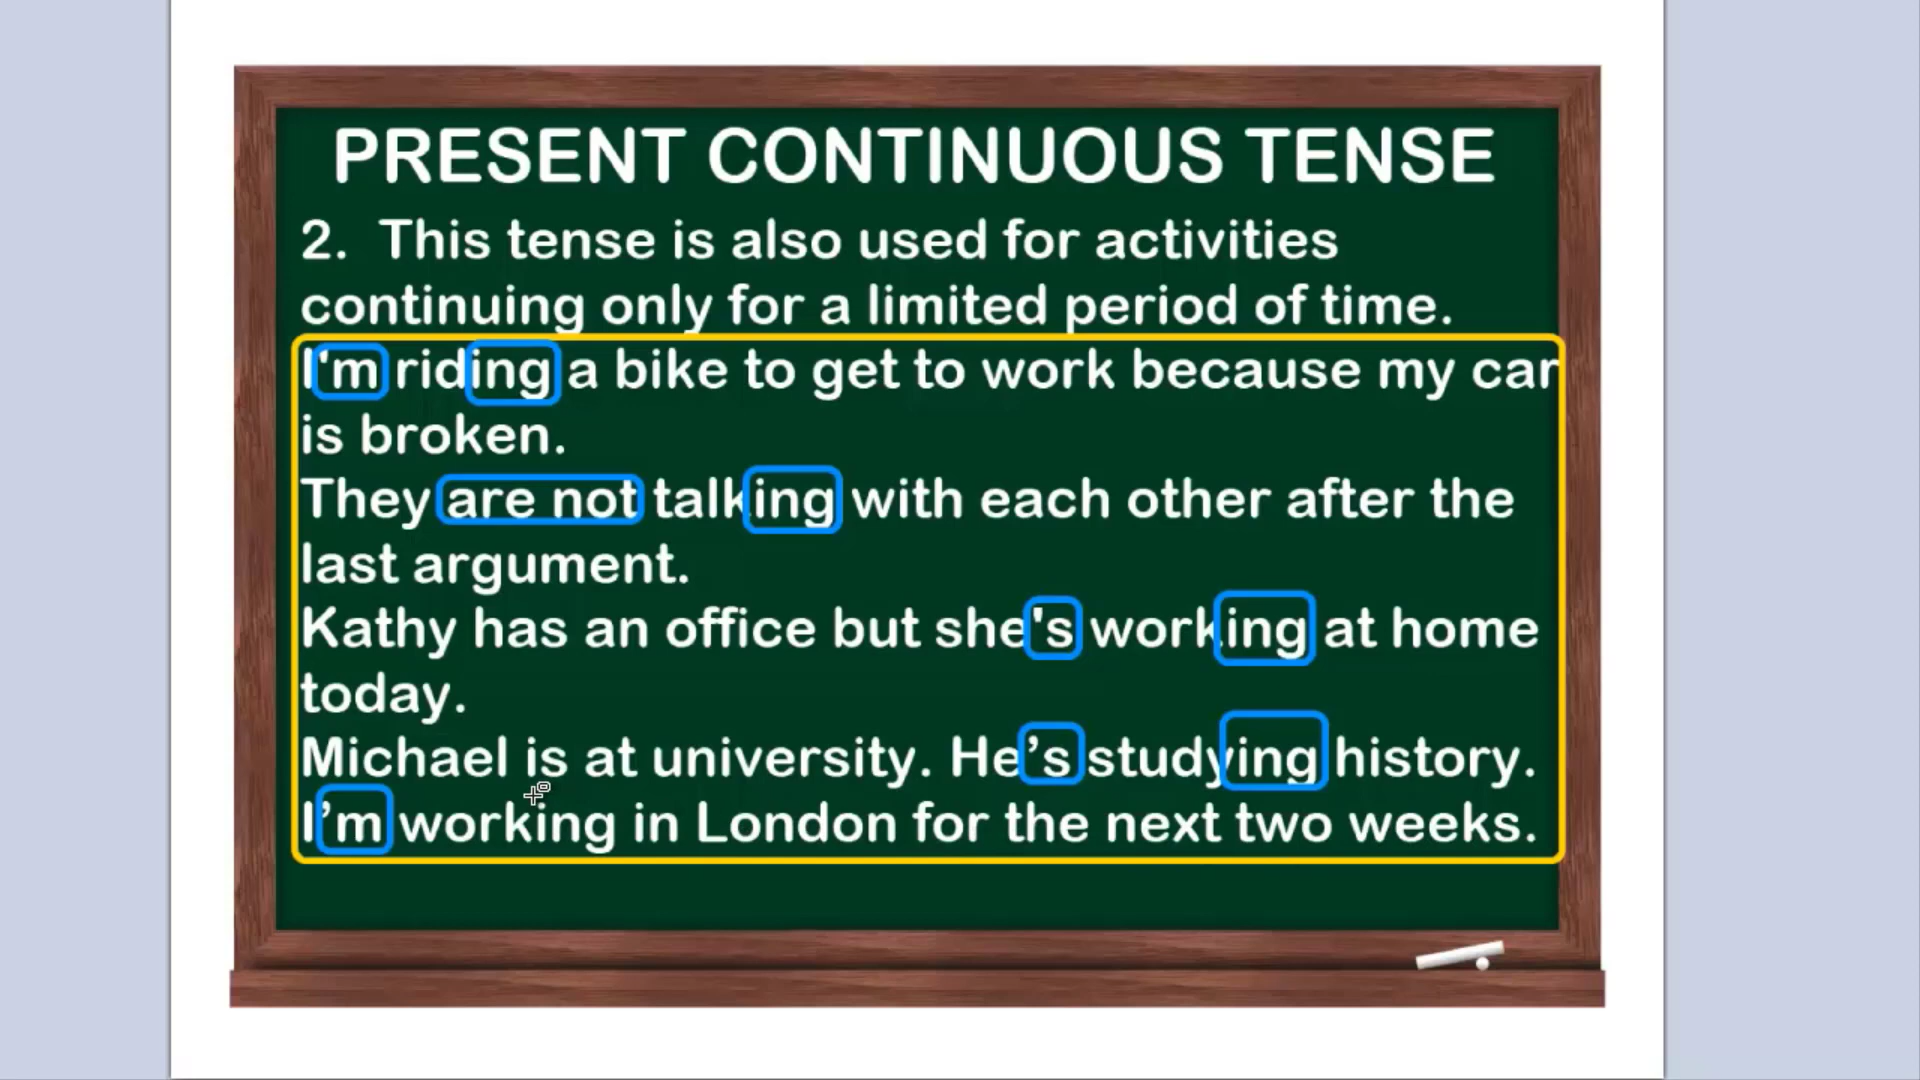 PRESENT CONTINUOUS TENSE
2. This tense is also used for activities
continuing only for a limited period of time.
I'm riding a bike to get to work because my car
is broken.
They are not talking with each other after the
last argument.
Kathy has an office but she's working at home
today.
Michael is at university. He’s studying history.
I’m working in London for the next two weeks.